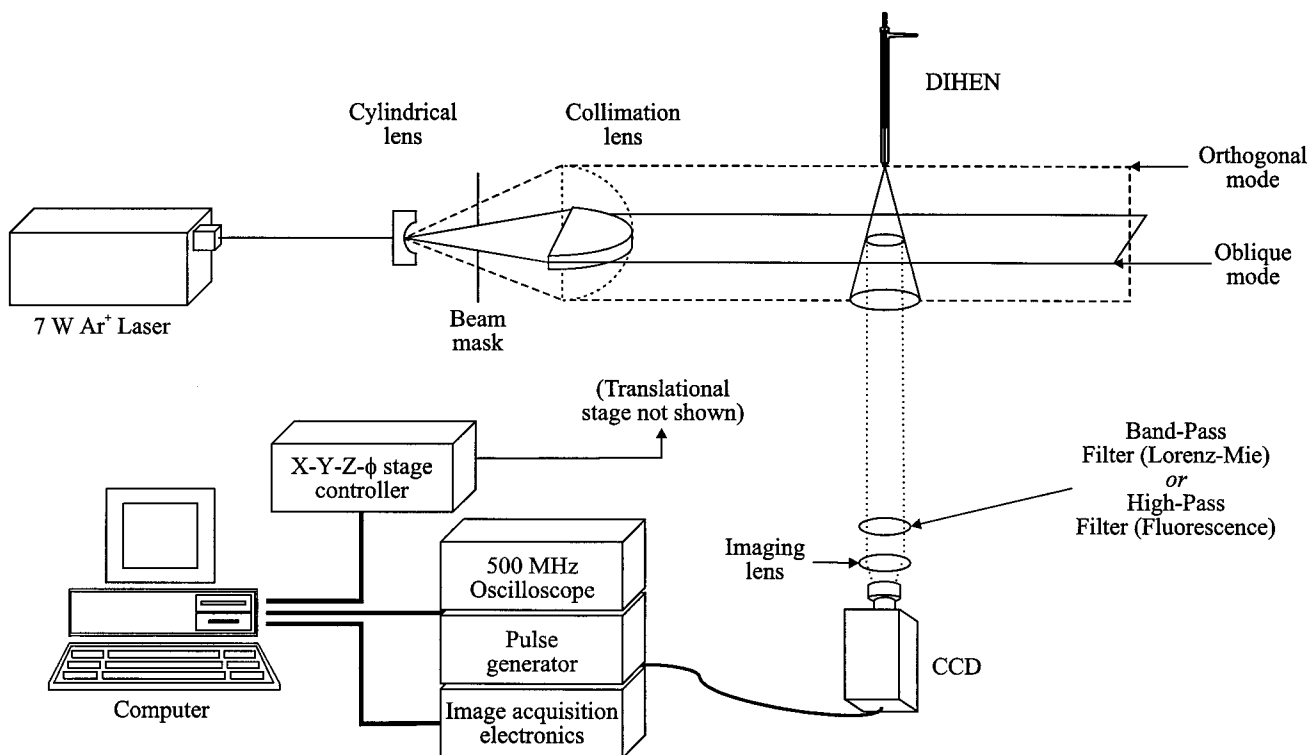 DIHEN
Cylindrical
lens
Collimation
lens
Orthogonal
mode
Oblique
mode
7 W Ar⁺ Laser
Beam
mask
(Translational
stage not shown)
X-Y-Z-ϕ stage
controller
Band-Pass
Filter (Lorenz-Mie)
or
High-Pass
Filter (Fluorescence)
500 MHz
Oscilloscope
Imaging
lens
Pulse
generator
CCD
Computer
Image acquisition
electronics